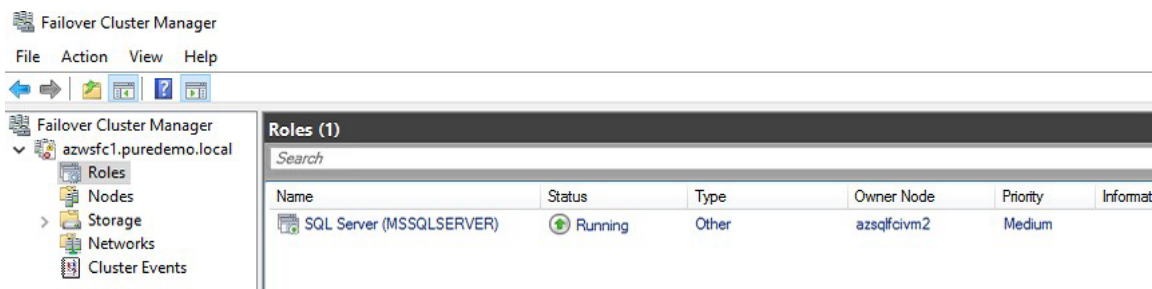 Failover Cluster Manager
File Action View Help
Failover Cluster Manager
azwsfc1.puredemo.local
Roles
Nodes
Storage
Networks
Cluster Events
Roles (1)
Search
Name Status Type Owner Node Priority Informat
SQL Server (MSSQLSERVER) Running Other azsqlfcivm2 Medium